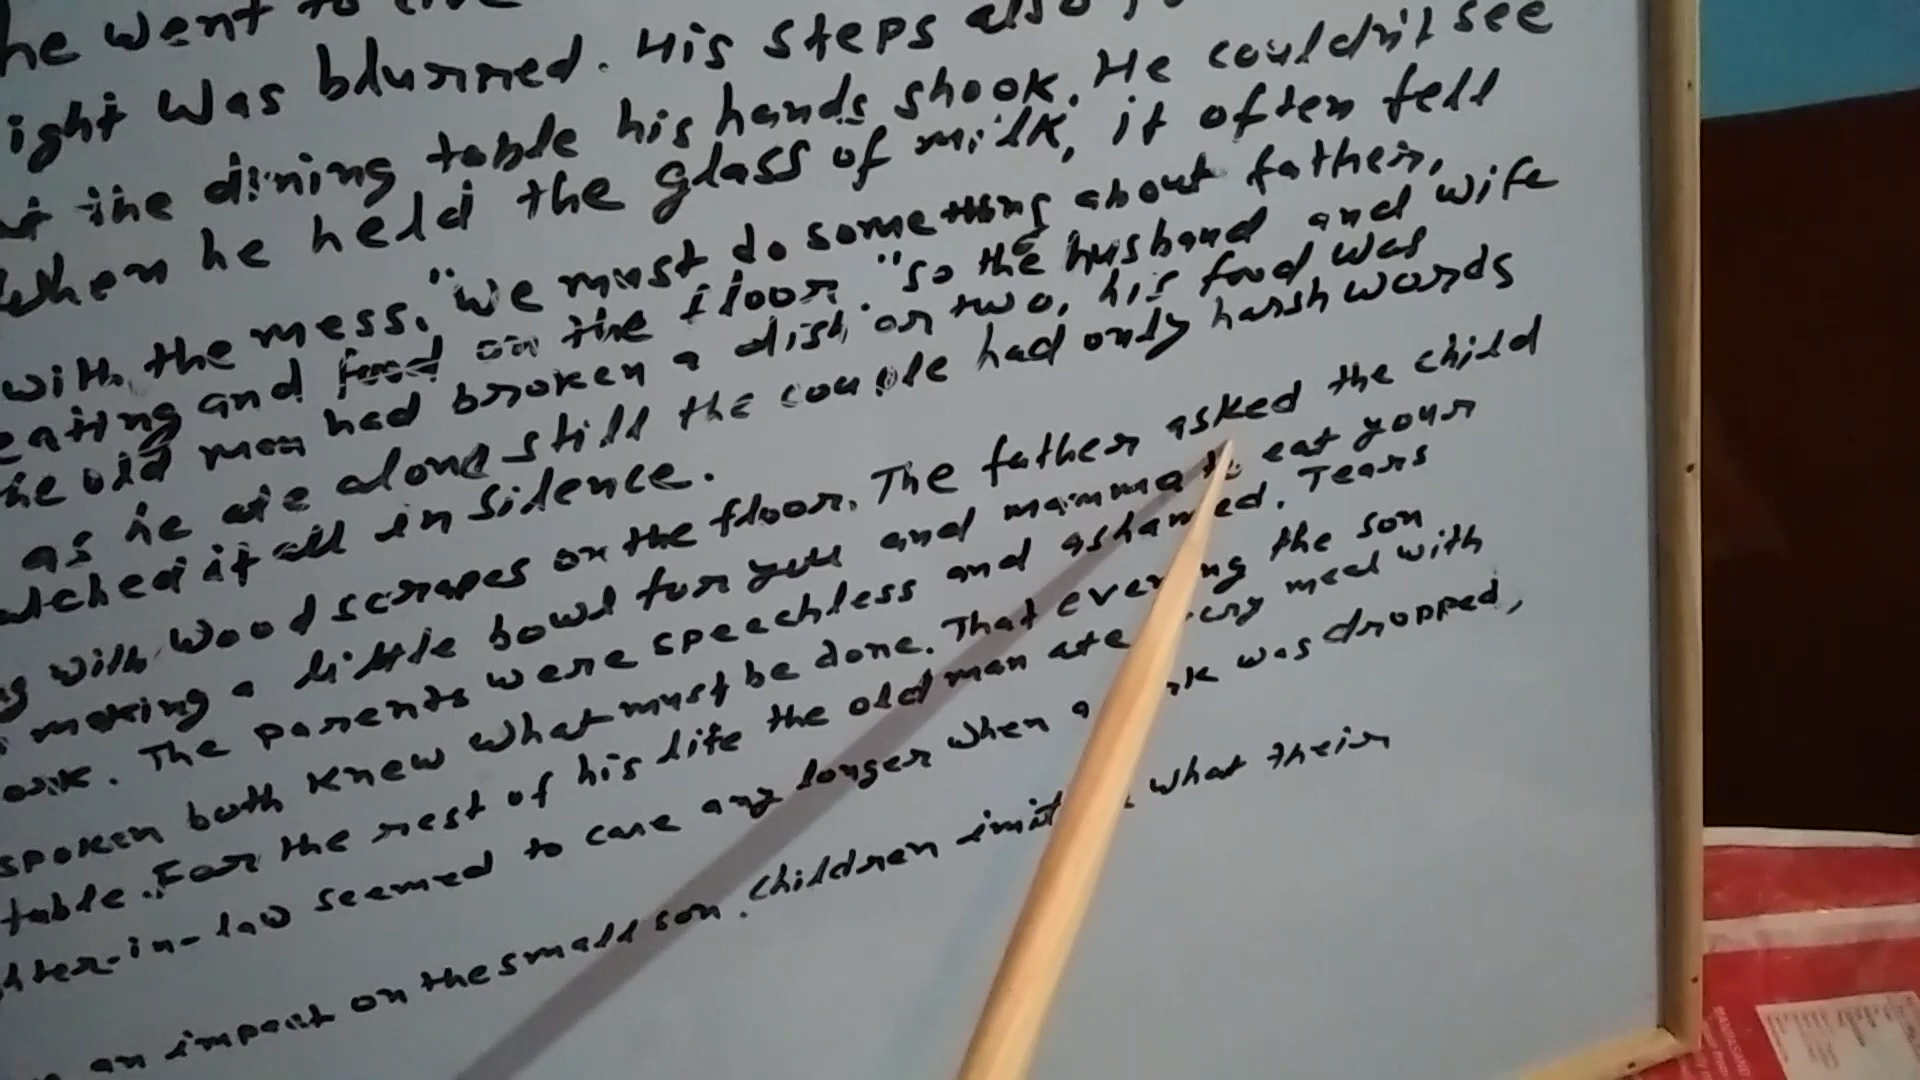 he went to live
ight was blurred. His steps also
at the dining table his hands shook. He couldn't see
When he held the glass of milk, it often fell
with the mess. "we must do something about father,
eating and food on the floor." so the husband and wife
he old man had broken a dish or two, his food was
as he ate alone still the couple had only harsh words
atched it all in silence.
g with wood scrapes on the floor. The father asked the child
making a little bowl for you and mamma to eat your
. The parents were speechless and ashamed. Tears
spoken both knew what must be done. That evening the son
table. For the rest of his life the old man ate every meal with
hter-in-law seemed to care any longer when a was dropped,
an impact on the small son. children what their